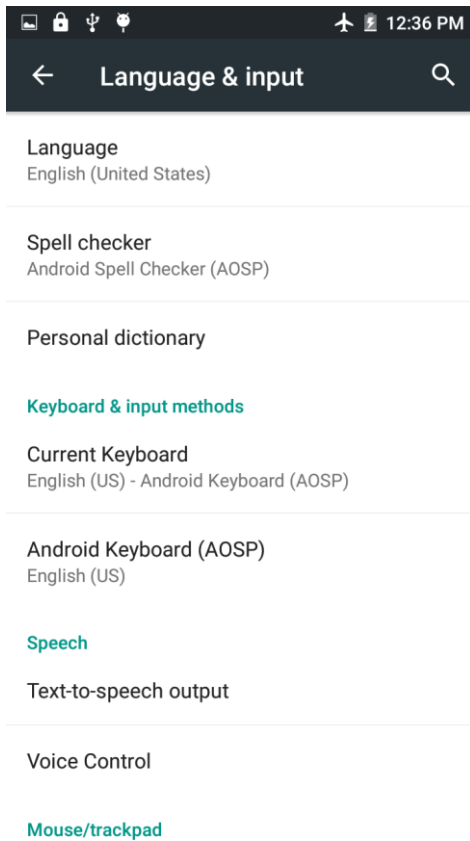 12:36 PM
Language & input
Language
English (United States)
Spell checker
Android Spell Checker (AOSP)
Personal dictionary
Keyboard & input methods
Current Keyboard
English (US) - Android Keyboard (AOSP)
Android Keyboard (AOSP)
English (US)
Speech
Text-to-speech output
Voice Control
Mouse/trackpad